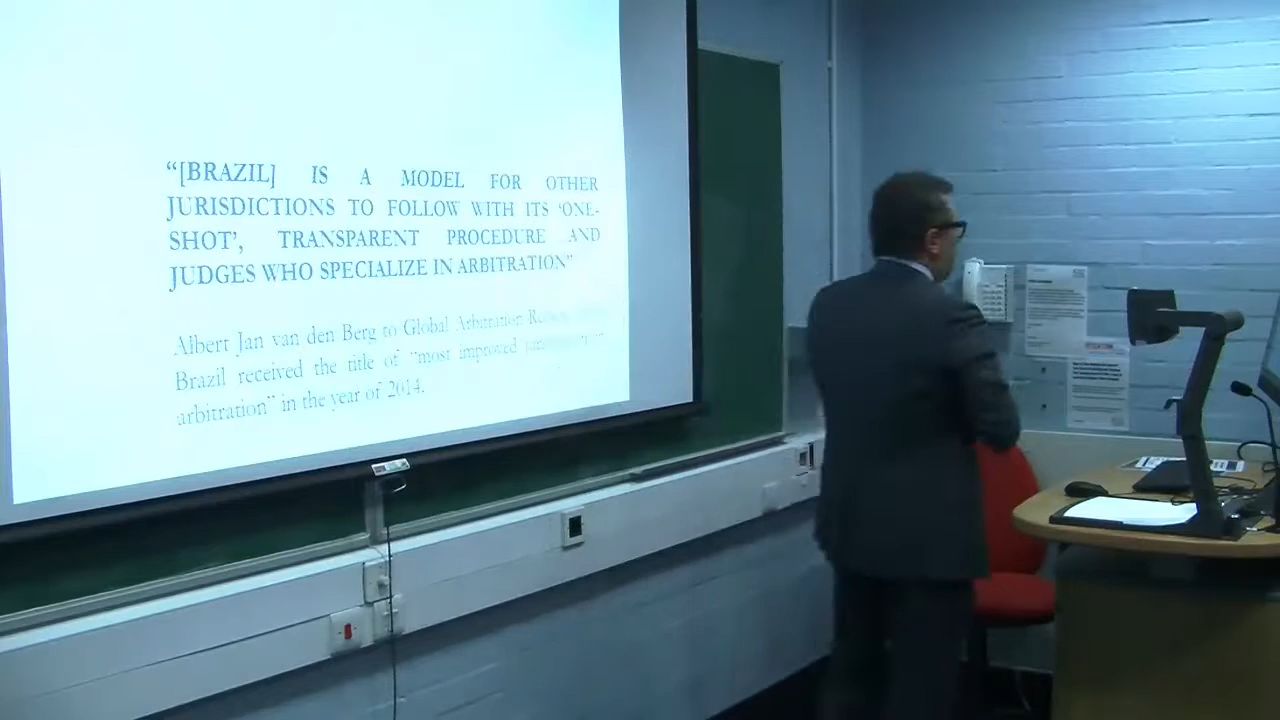 “[BRAZIL] IS A MODEL FOR OTHER
JURISDICTIONS TO FOLLOW WITH ITS ‘ONE-
SHOT’, TRANSPARENT PROCEDURE AND
JUDGES WHO SPECIALIZE IN ARBITRATION”
Albert Jan van den Berg to Global Arbitration
Brazil received the title of “most improved
arbitration” in the year of 2014.